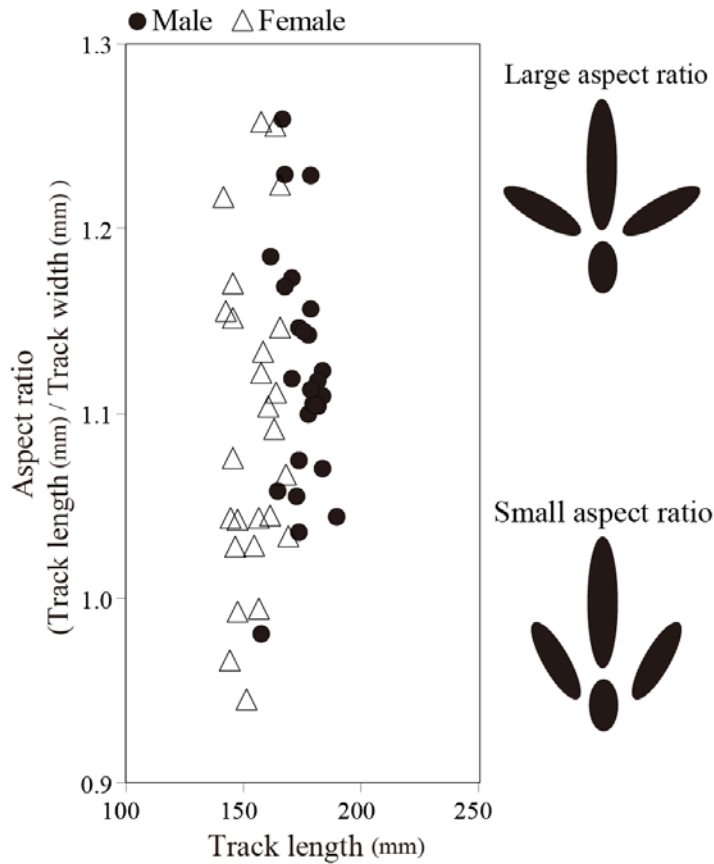 ● Male △ Female
1.3
1.2
1.1
1.0
0.9
Aspect ratio
(Track length (mm) / Track width (mm) )
100 150 200 250
Track length (mm)
Large aspect ratio
Small aspect ratio